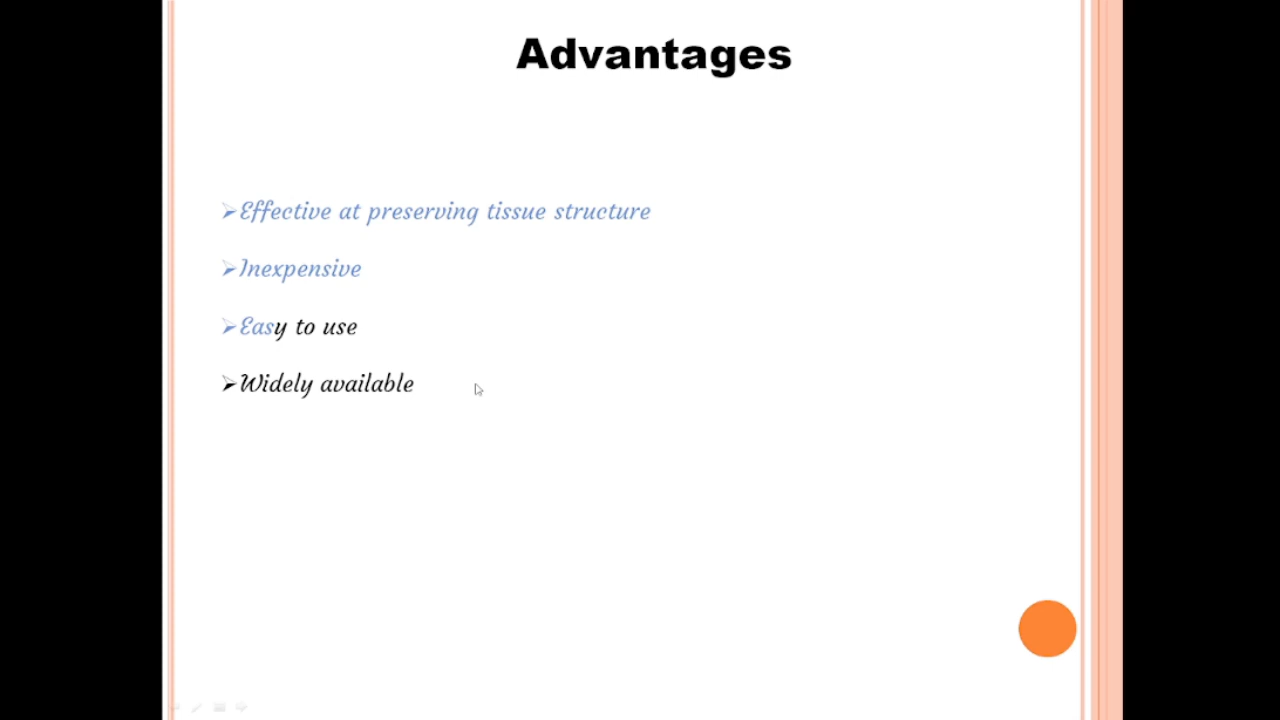 Advantages
➢Effective at preserving tissue structure
➢Inexpensive
➢Easy to use
➢Widely available